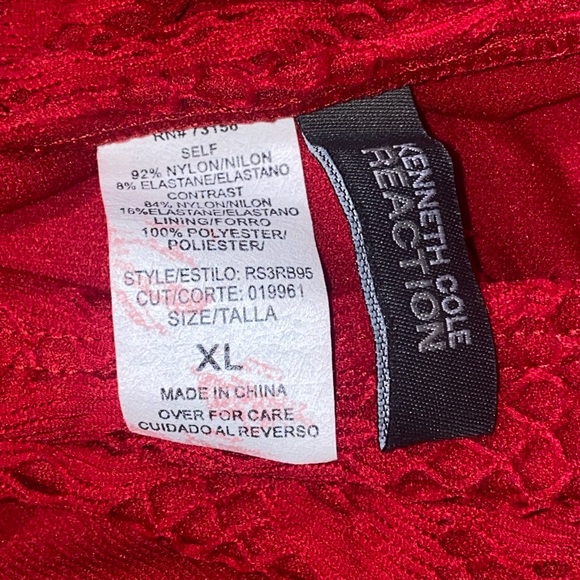 RN# 73158
SELF
92% NYLON/NILON
8% ELASTANE/ELASTANO
CONTRAST
84% NYLON/NILON
16%ELASTANE/ELASTANO
LINING/FORRO
100% POLYESTER/
POLIESTER/
STYLE/ESTILO: RS3RB95
CUT/CORTE: 019961
SIZE/TALLA
XL
MADE IN CHINA
OVER FOR CARE
CUIDADO AL REVERSO
KENNETH COLE
REACTION